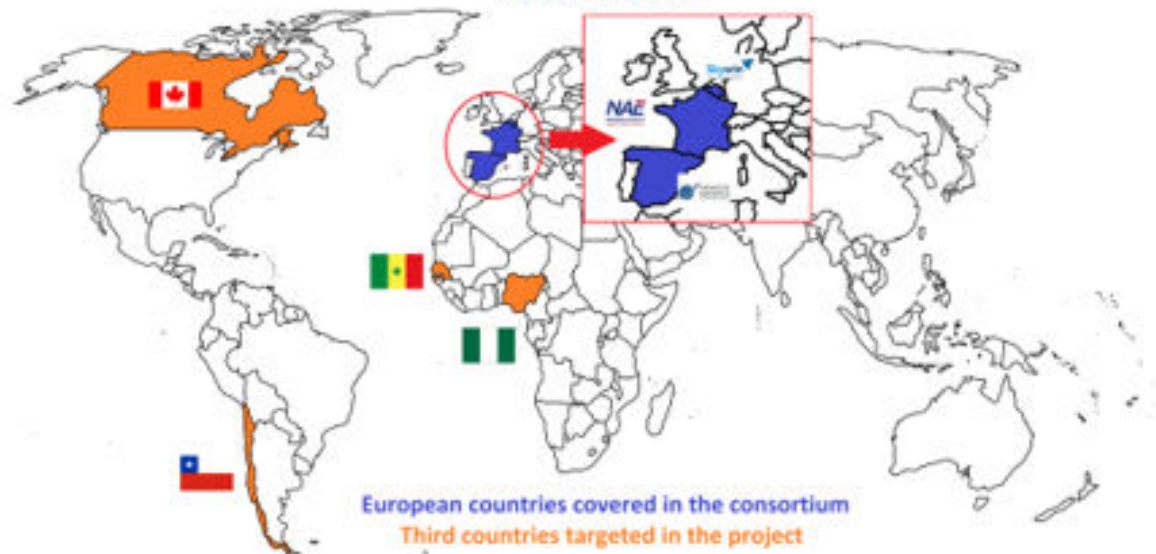 NAE
European countries covered in the consortium
Third countries targeted in the project